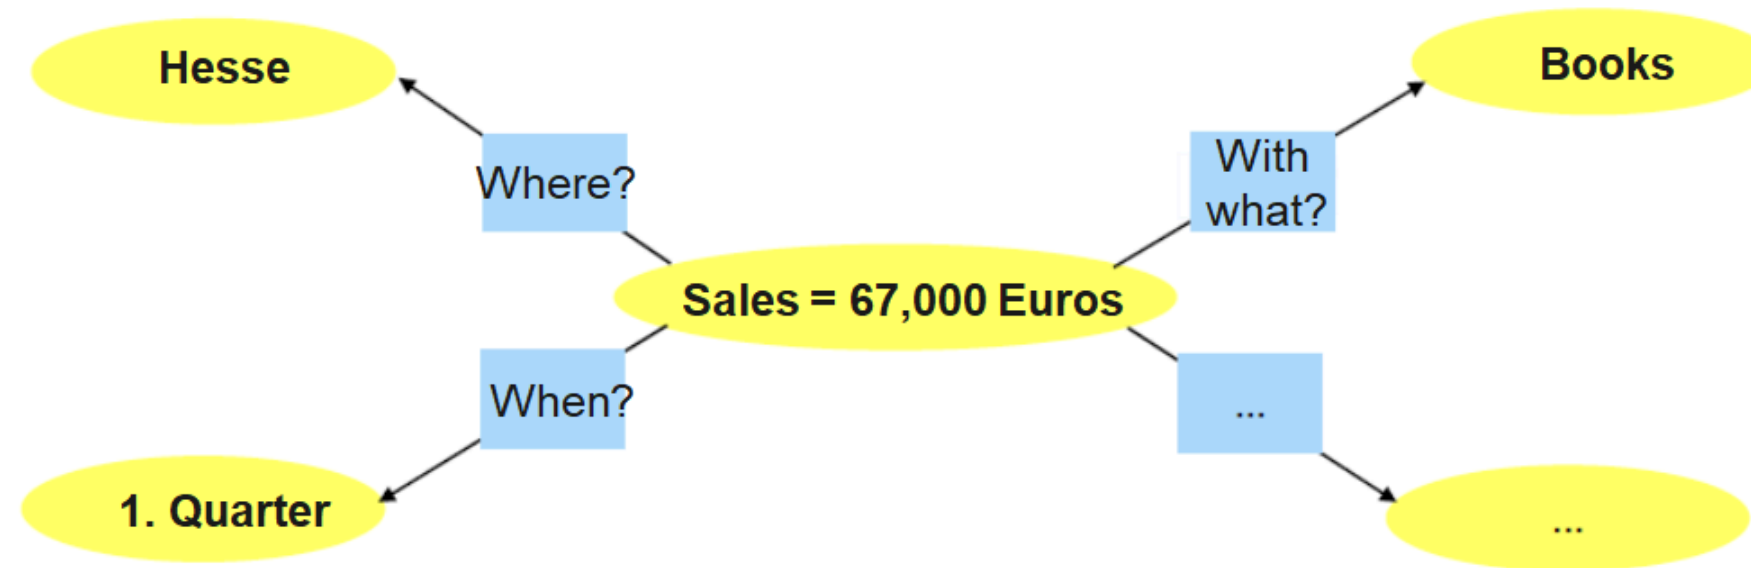 Hesse
Books
Where?
With
what?
Sales = 67,000 Euros
When?
...
1. Quarter
...